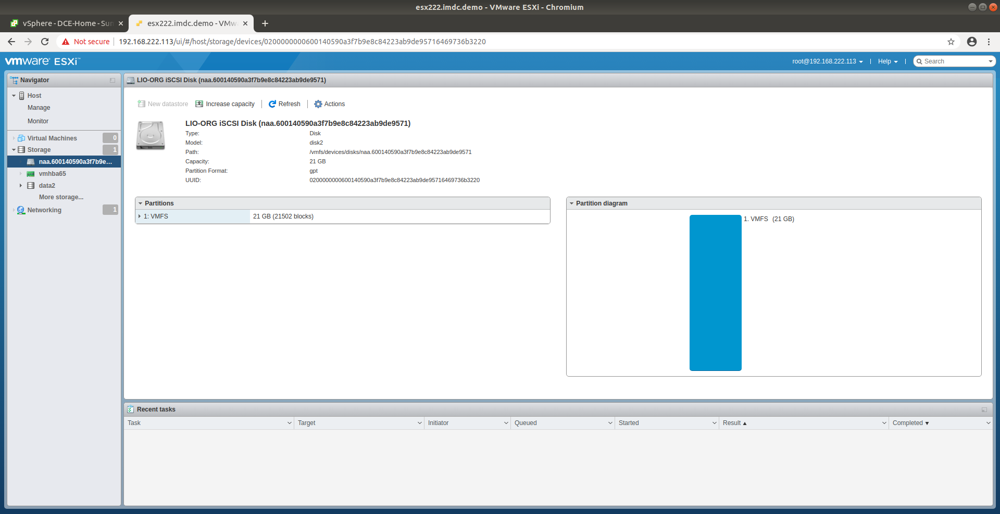 esx222.imdc.demo - VMware ESXi - Chromium
vSphere - DCE-Home - Sum
esx222.imdc.demo - VMw
Not secure
192.168.222.113/ui/#/host/storage/devices/0200000000600140590a3f7b9e8c84223ab9de95716469736b3220
vmware ESXi™
root@192.168.222.113
Help
Search
Navigator
Host
Manage
Monitor
Virtual Machines 0
Storage 1
naa.600140590a3f7b9e...
vmhba65
data2
More storage...
Networking 1
LIO-ORG iSCSI Disk (naa.600140590a3f7b9e8c84223ab9de9571)
New datastore
Increase capacity
Refresh
Actions
LIO-ORG iSCSI Disk (naa.600140590a3f7b9e8c84223ab9de9571)
Type: Disk
Model: disk2
Path: /vmfs/devices/disks/naa.600140590a3f7b9e8c84223ab9de9571
Capacity: 21 GB
Partition Format: gpt
UUID: 0200000000600140590a3f7b9e8c84223ab9de95716469736b3220
Partitions
1: VMFS 21 GB (21502 blocks)
Partition diagram
1. VMFS (21 GB)
Recent tasks
Task Target Initiator Queued Started Result ▲ Completed ▼